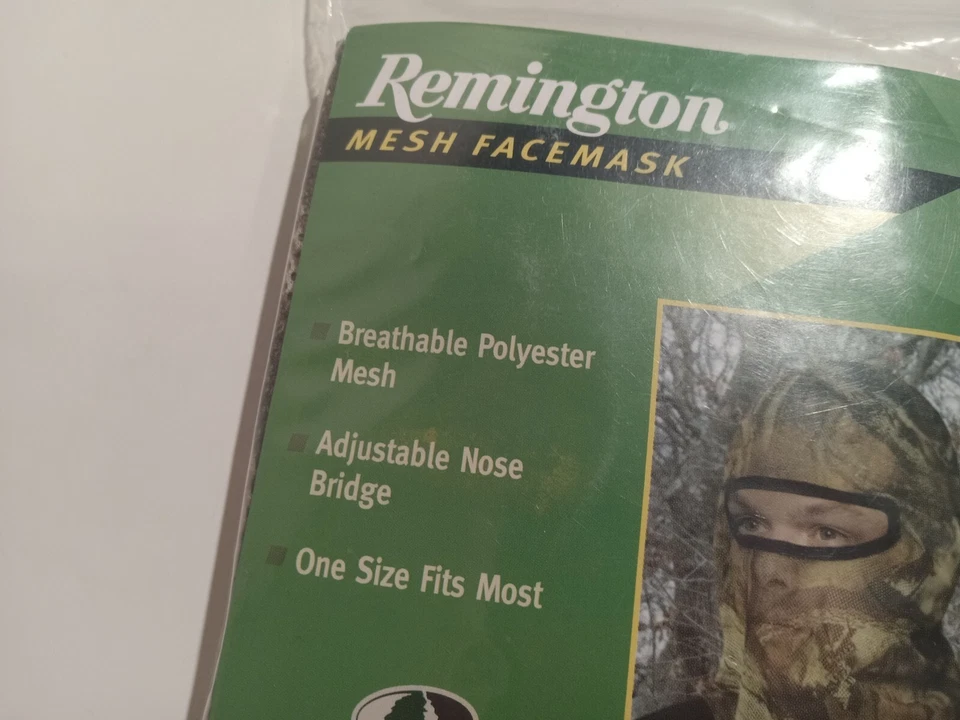 Remington
MESH FACEMASK
Breathable Polyester
Mesh
Adjustable Nose
Bridge
One Size Fits Most